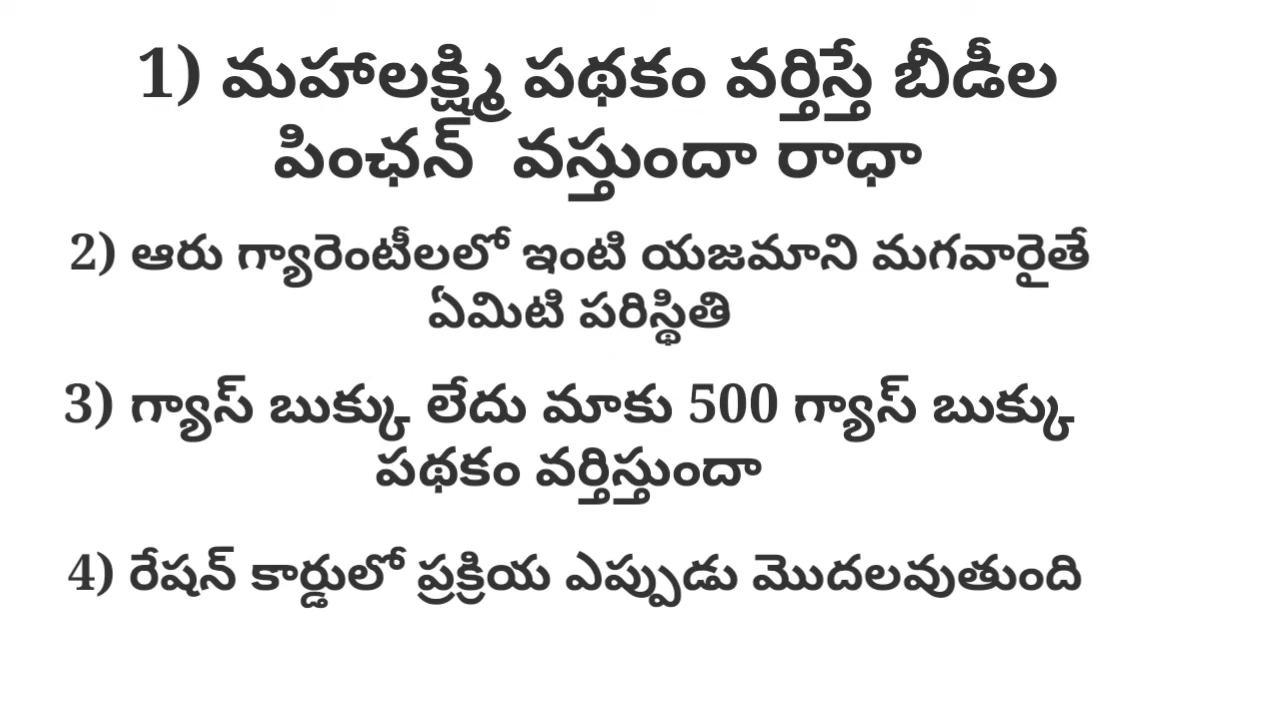 1) మహాలక్ష్మి పథకం వర్తిస్తే బీడీల
పింఛన్  వస్తుందా రాధా
2) ఆరు గ్యారెంటీలలో ఇంటి యజమాని మగవారైతే
ఏమిటి పరిస్థితి
3) గ్యాస్ బుక్కు లేదు మాకు 500 గ్యాస్ బుక్కు
పథకం వర్తిస్తుందా
4) రేషన్ కార్డులో ప్రక్రియ ఎప్పుడు మొదలవుతుంది